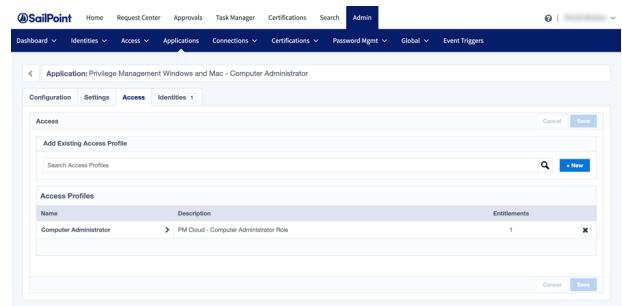 SailPoint Home Request Center Approvals Task Manager Certifications Search Admin
Dashboard Identities Access Applications Connections Certifications Password Mgmt Global Event Triggers
Application: Privilege Management Windows and Mac - Computer Administrator
Configuration Settings Access Identities 1
Access Cancel Save
Add Existing Access Profile
Search Access Profiles + New
Access Profiles
Name Description Entitlements
Computer Administrator PM Cloud - Computer Administrator Role 1
Cancel Save